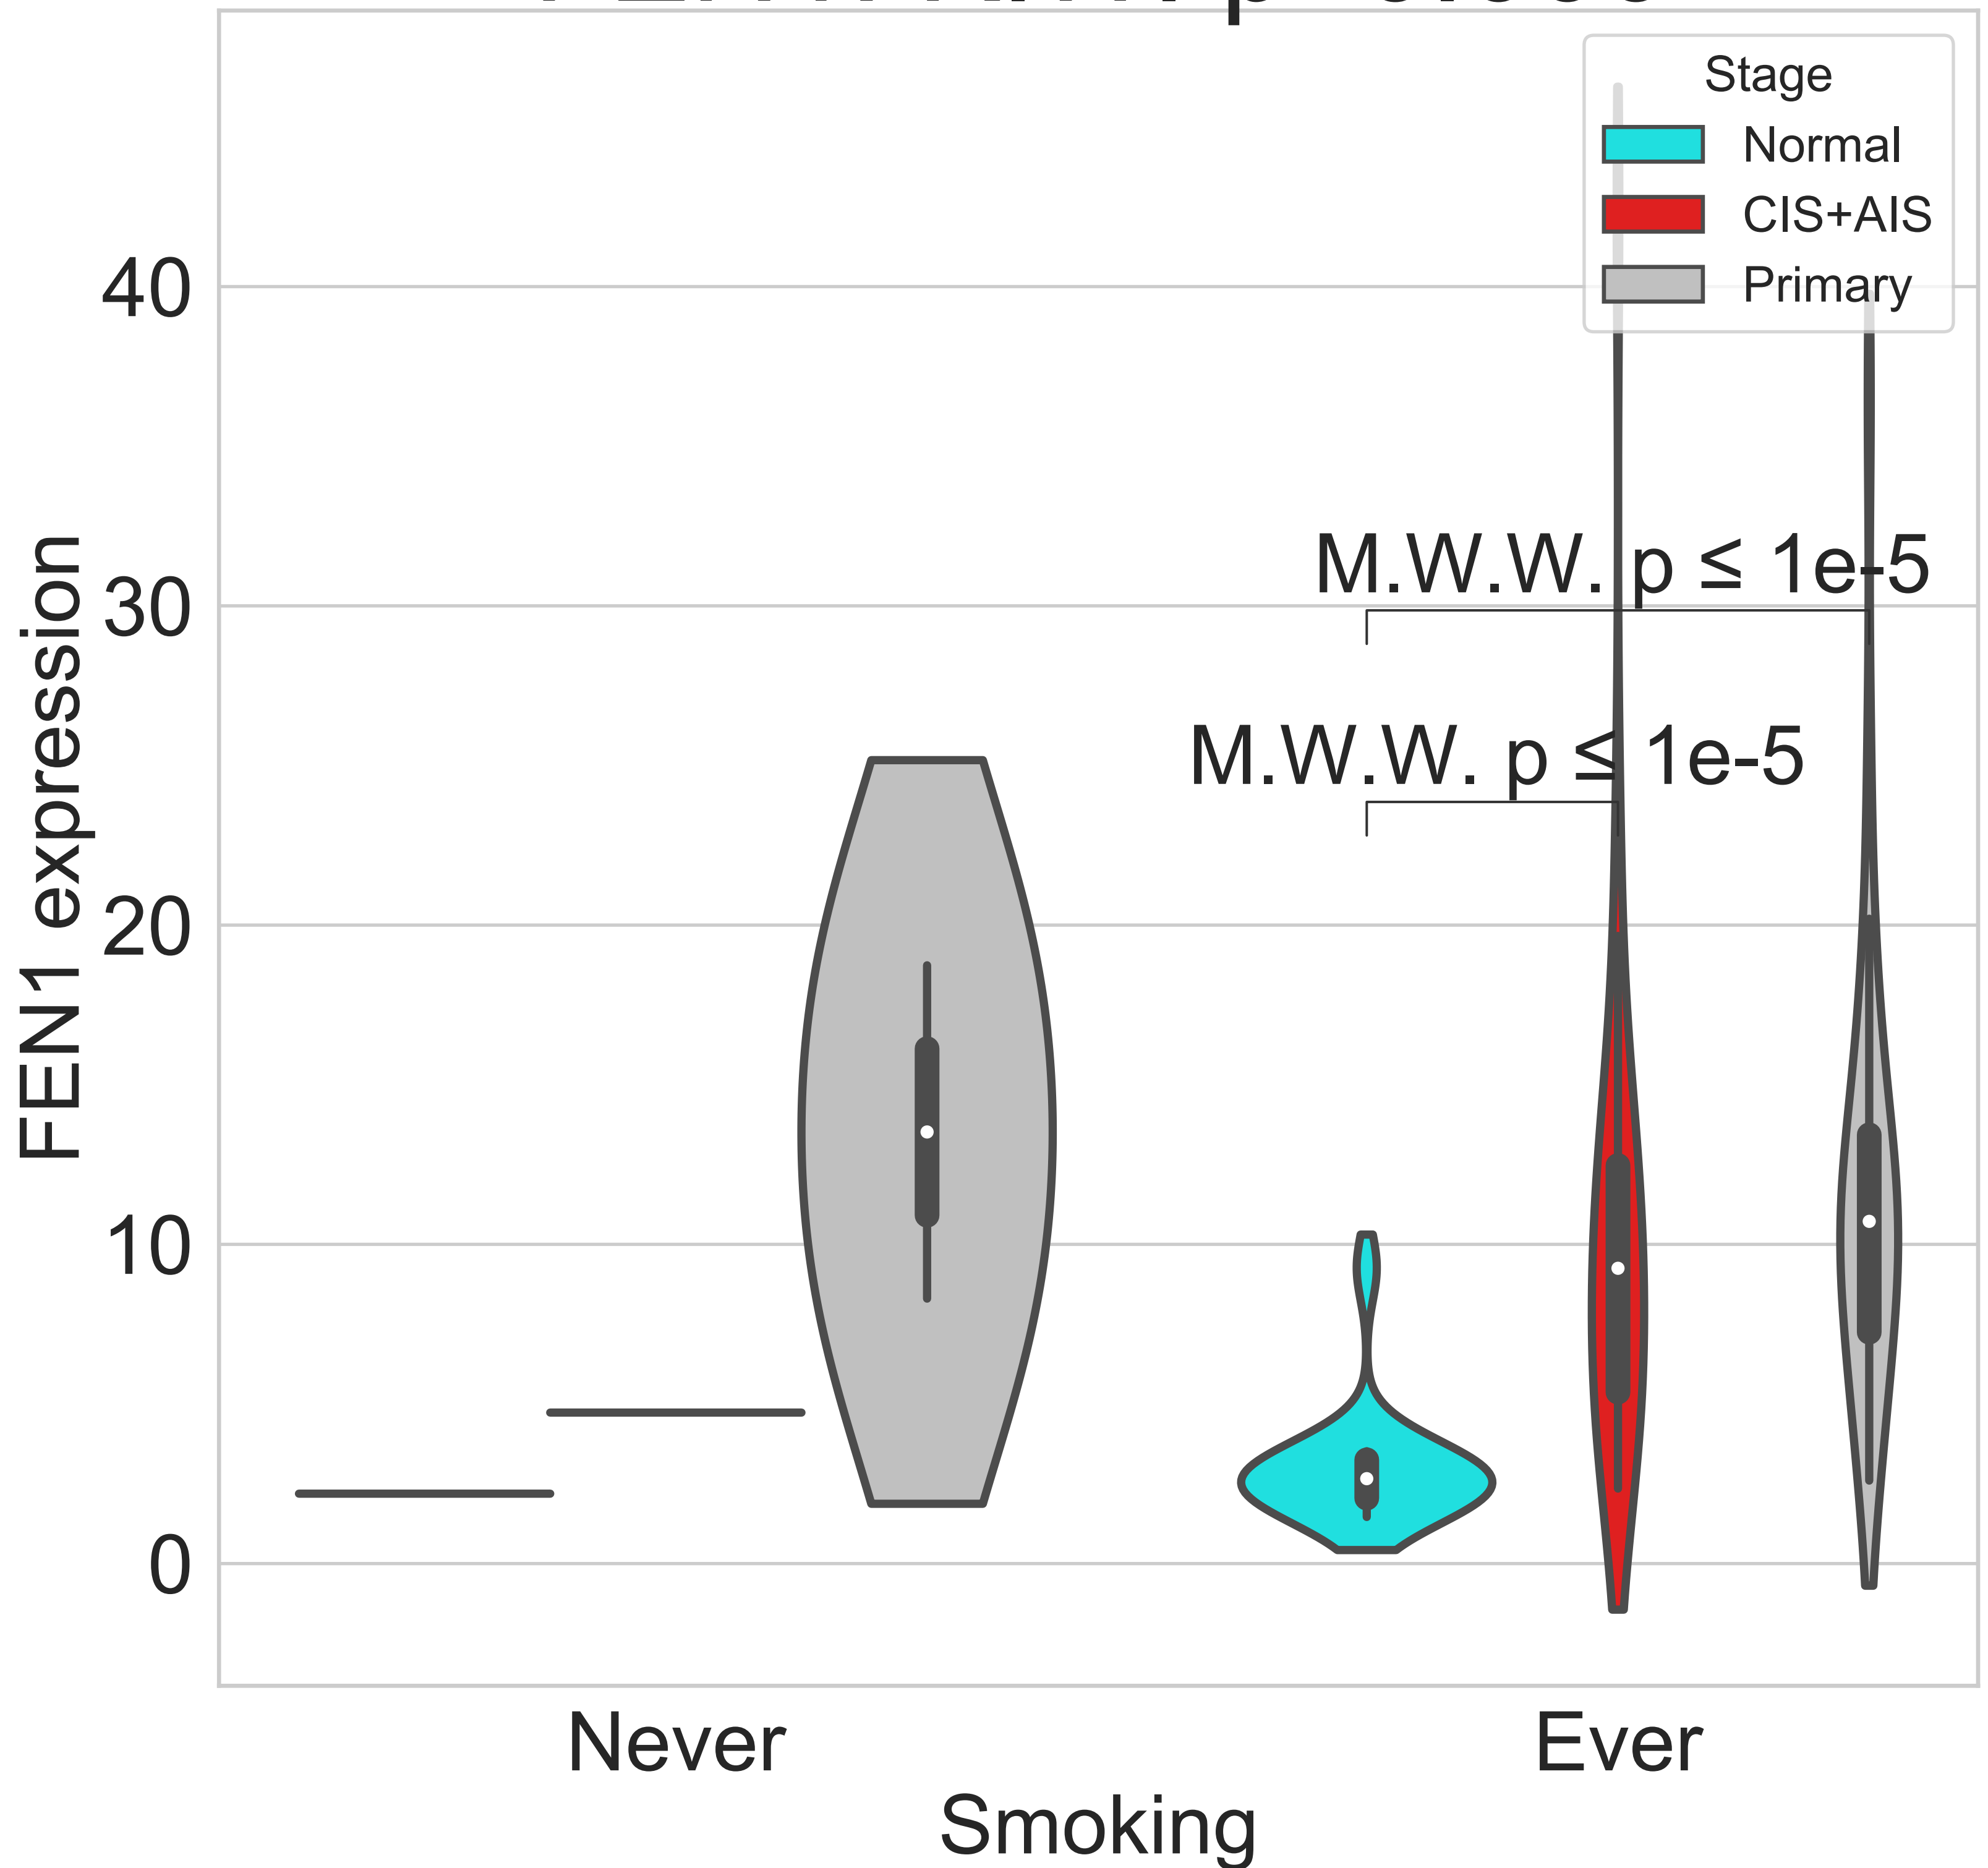 Stage
Normal
CIS+AIS
Primary
40
30
20
10
0
FEN1 expression
M.W.W. p ≤ 1e-5
M.W.W. p ≤ 1e-5
Never
Ever
Smoking